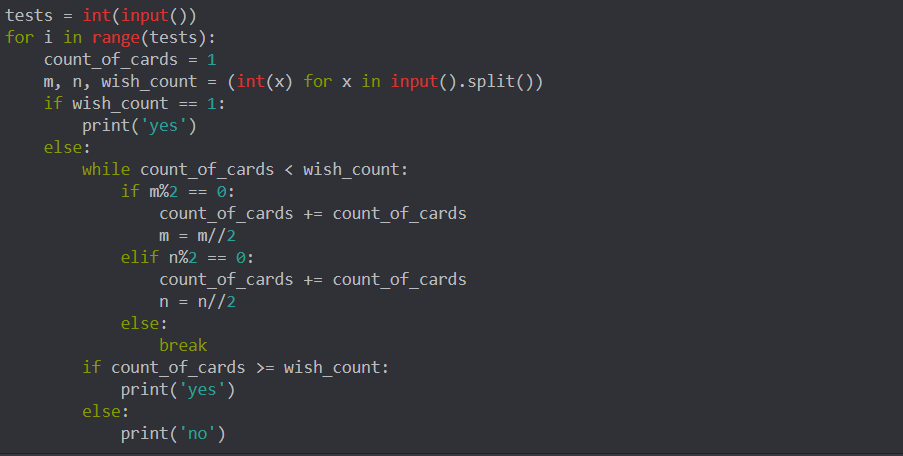 tests = int(input())
for i in range(tests):
    count_of_cards = 1
    m, n, wish_count = (int(x) for x in input().split())
    if wish_count == 1:
        print('yes')
    else:
        while count_of_cards < wish_count:
            if m%2 == 0:
                count_of_cards += count_of_cards
                m = m//2
            elif n%2 == 0:
                count_of_cards += count_of_cards
                n = n//2
            else:
                break
        if count_of_cards >= wish_count:
            print('yes')
        else:
            print('no')